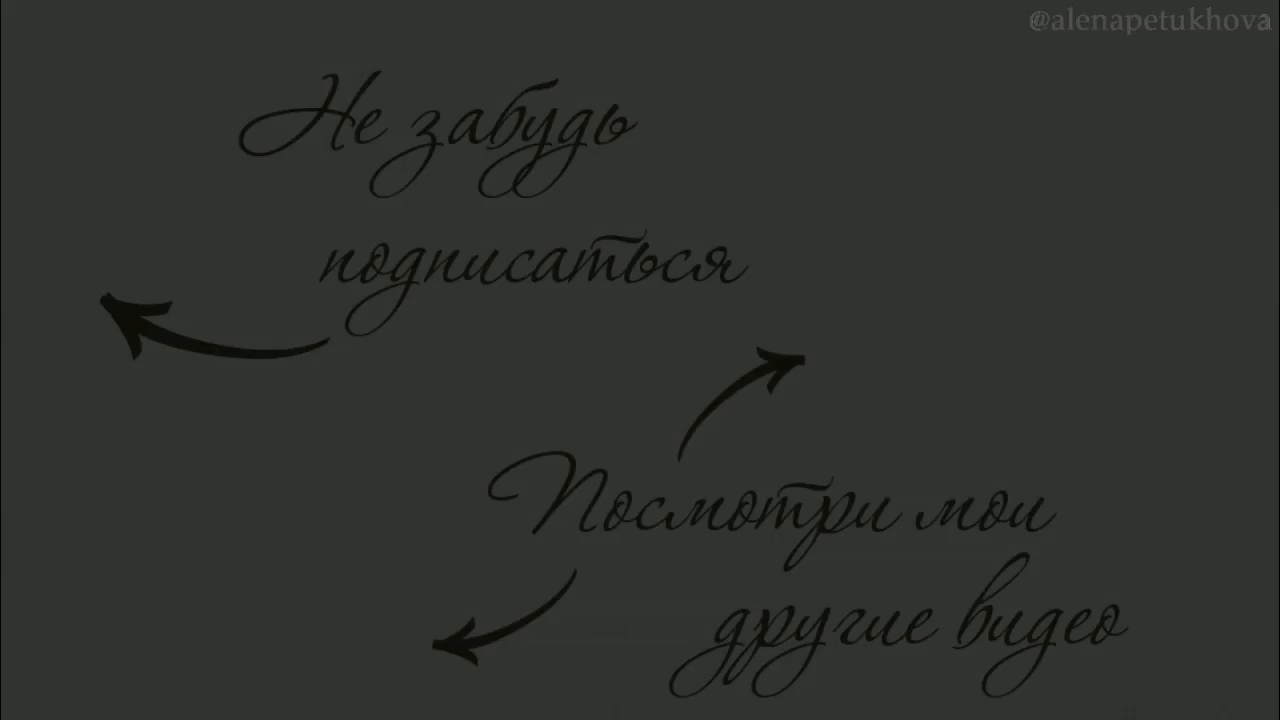 @alenapetukhova
Не забудь
подписаться
Посмотри мои
другие видео